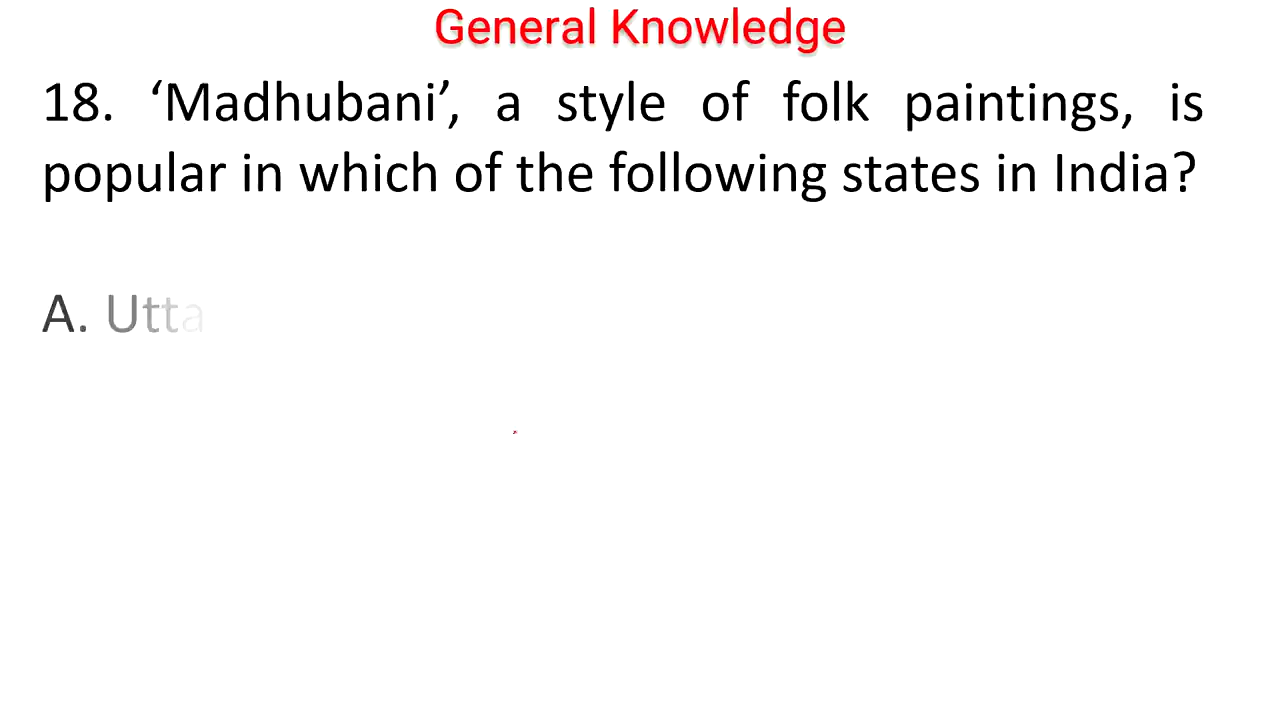 General Knowledge
18. ‘Madhubani’, a style of folk paintings, is
popular in which of the following states in India?
A. Utta